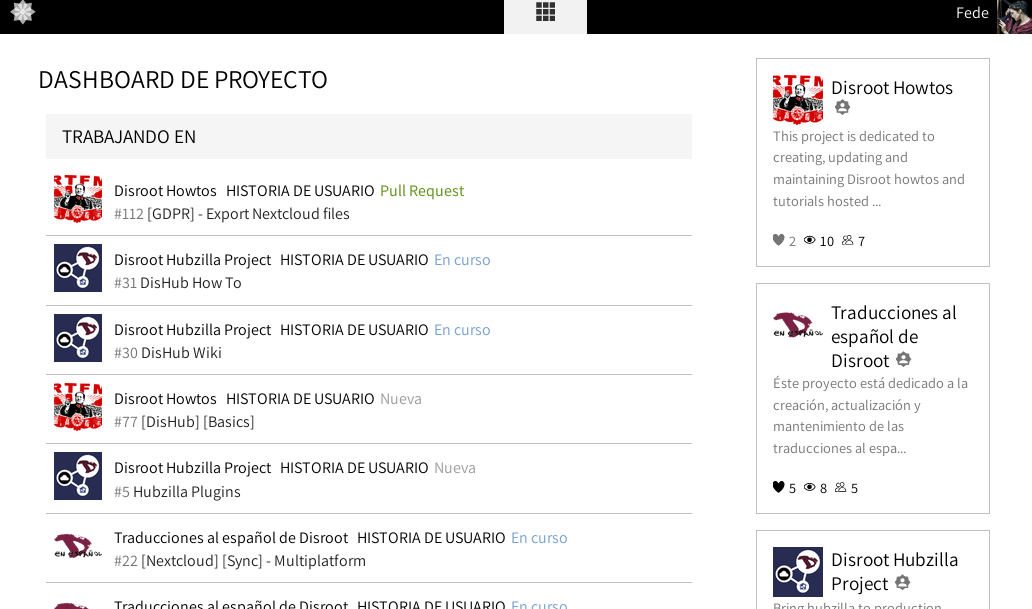 Fede
DASHBOARD DE PROYECTO
TRABAJANDO EN
Disroot Howtos HISTORIA DE USUARIO Pull Request
#112 [GDPR] - Export Nextcloud files
Disroot Hubzilla Project HISTORIA DE USUARIO En curso
#31 DisHub How To
Disroot Hubzilla Project HISTORIA DE USUARIO En curso
#30 DisHub Wiki
Disroot Howtos HISTORIA DE USUARIO Nueva
#77 [DisHub] [Basics]
Disroot Hubzilla Project HISTORIA DE USUARIO Nueva
#5 Hubzilla Plugins
EN ESPAÑOL
Traducciones al español de Disroot HISTORIA DE USUARIO En curso
#22 [Nextcloud] [Sync] - Multiplatform
Traducciones al español de Disroot HISTORIA DE USUARIO En curso
Disroot Howtos
This project is dedicated to
creating, updating and
maintaining Disroot howtos and
tutorials hosted ...
2 10 7
EN ESPAÑOL
Traducciones al
español de
Disroot
Éste proyecto está dedicado a la
creación, actualización y
mantenimiento de las
traducciones al espa...
5 8 5
Disroot Hubzilla
Project
Bring hubzilla to production